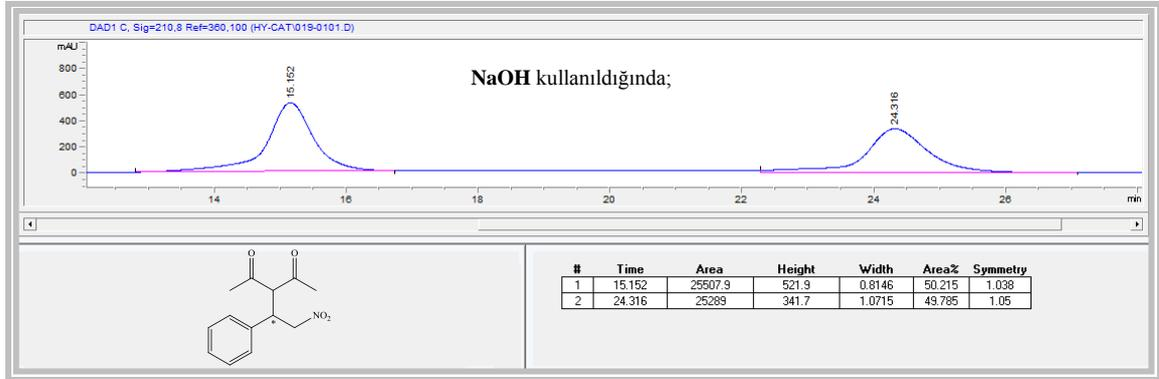 DAD1 C, Sig=210,8 Ref=360,100 (HY-CAT\019-0101.D)
mAU
800
600
400
200
0
15.152
24.316
NaOH kullanıldığında;
14 16 18 20 22 24 26 min
O O
NO2
*
# Time Area Height Width Area% Symmetry
1 15.152 25507.9 521.9 0.8146 50.215 1.038
2 24.316 25289 341.7 1.0715 49.785 1.05